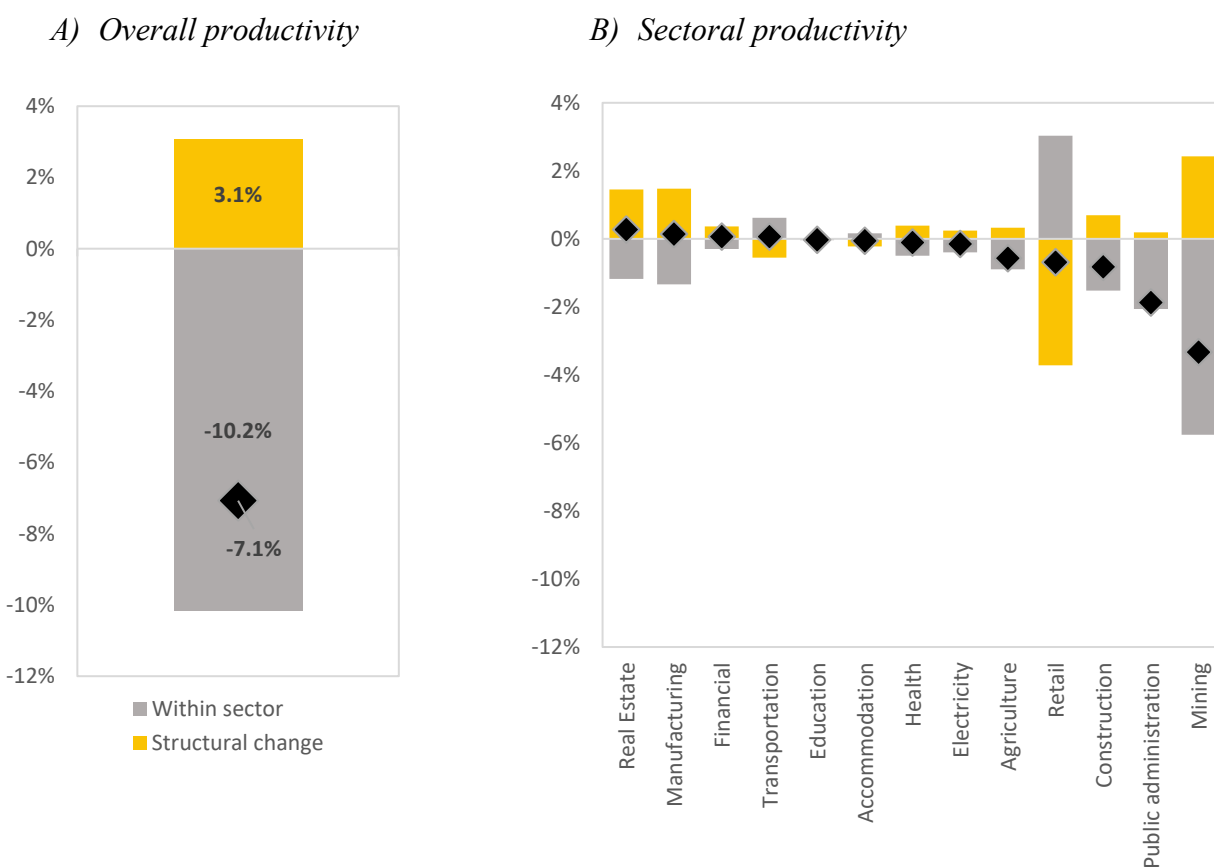 A) Overall productivity
4%
2%
0%
-2%
-4%
-6%
-8%
-10%
-12%
3.1%
-10.2%
-7.1%
Within sector
Structural change
B) Sectoral productivity
4%
2%
0%
-2%
-4%
-6%
-8%
-10%
-12%
Real Estate
Manufacturing
Financial
Transportation
Education
Accommodation
Health
Electricity
Agriculture
Retail
Construction
Public administration
Mining